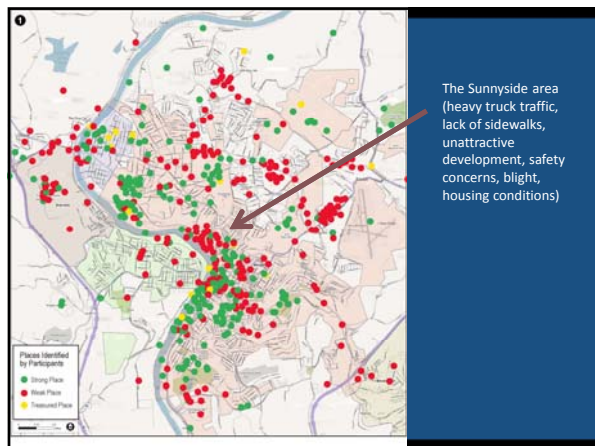 1
The Sunnyside area
(heavy truck traffic,
lack of sidewalks,
unattractive
development, safety
concerns, blight,
housing conditions)
Places Identified
by Participants
Strong Place
Weak Place
Treasured Place